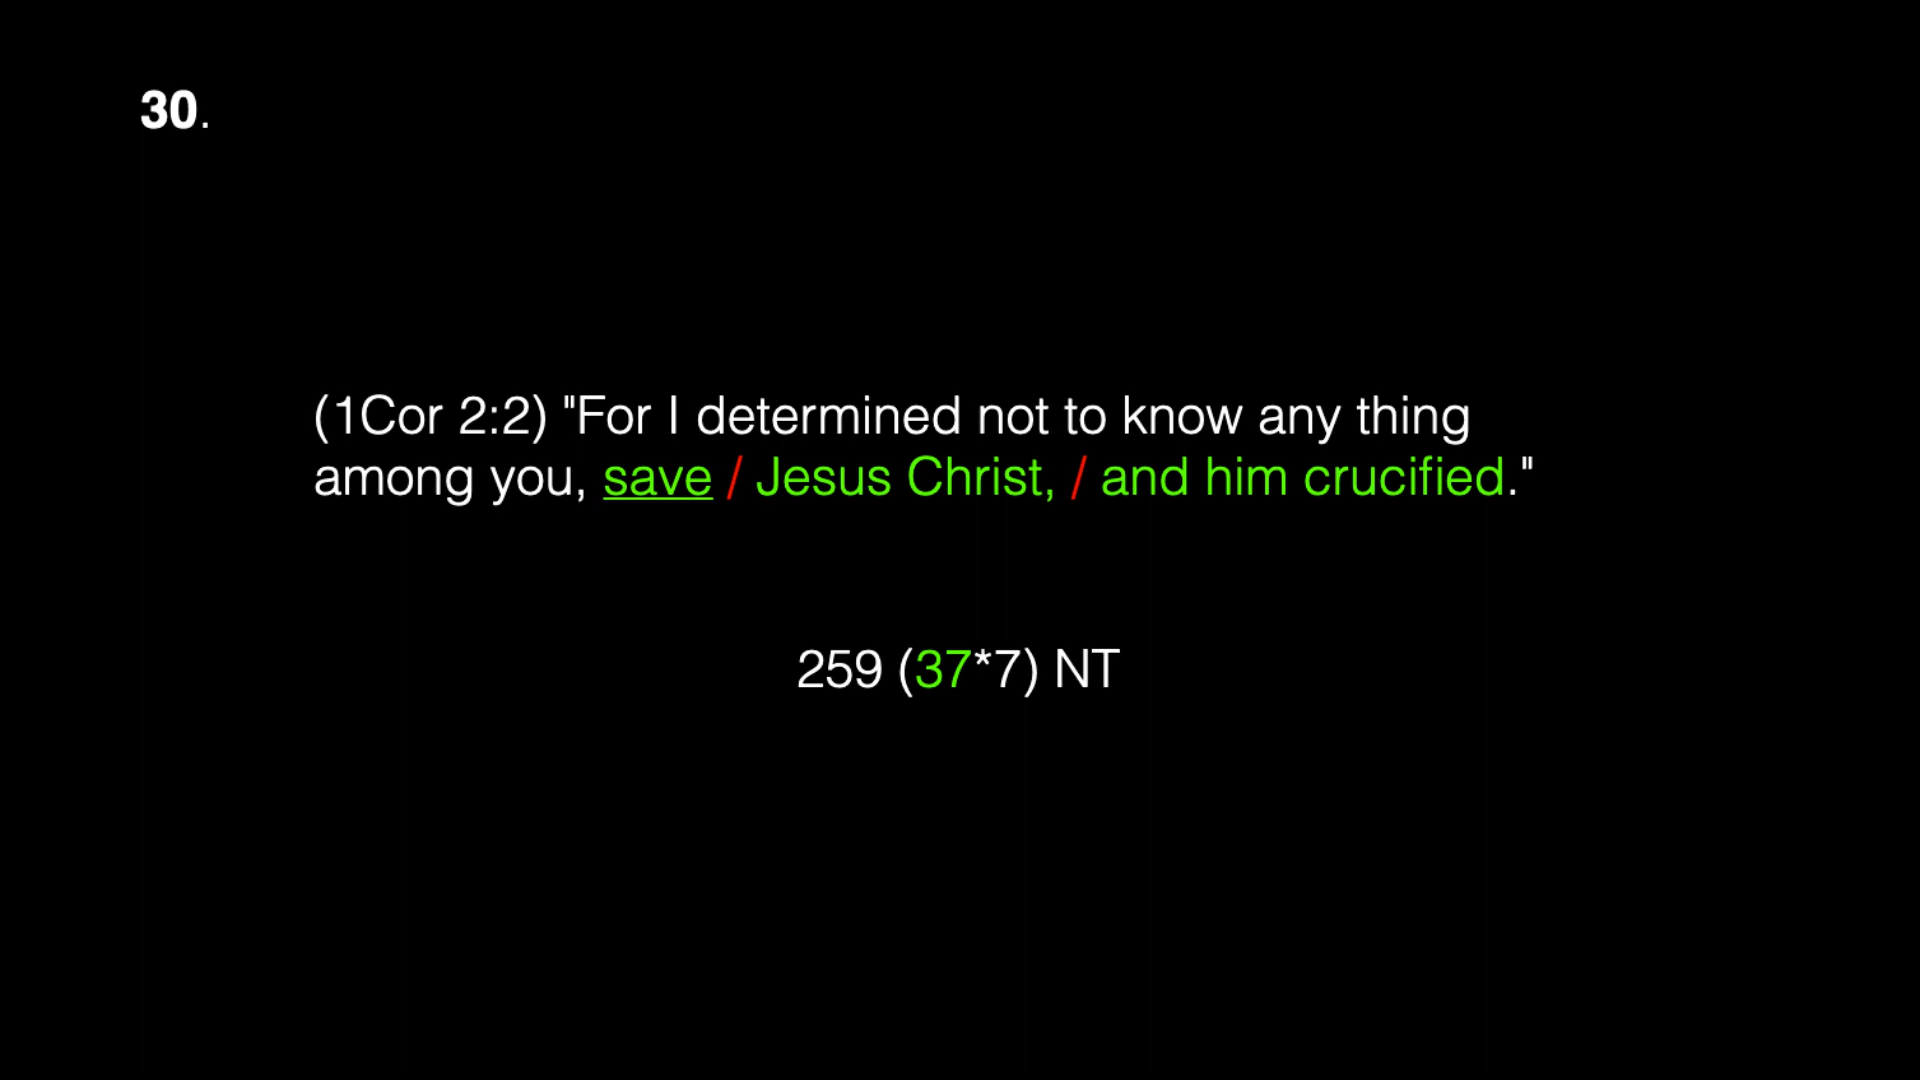 30.
(1Cor 2:2) "For I determined not to know any thing
among you, save / Jesus Christ, / and him crucified."
259 (37*7) NT